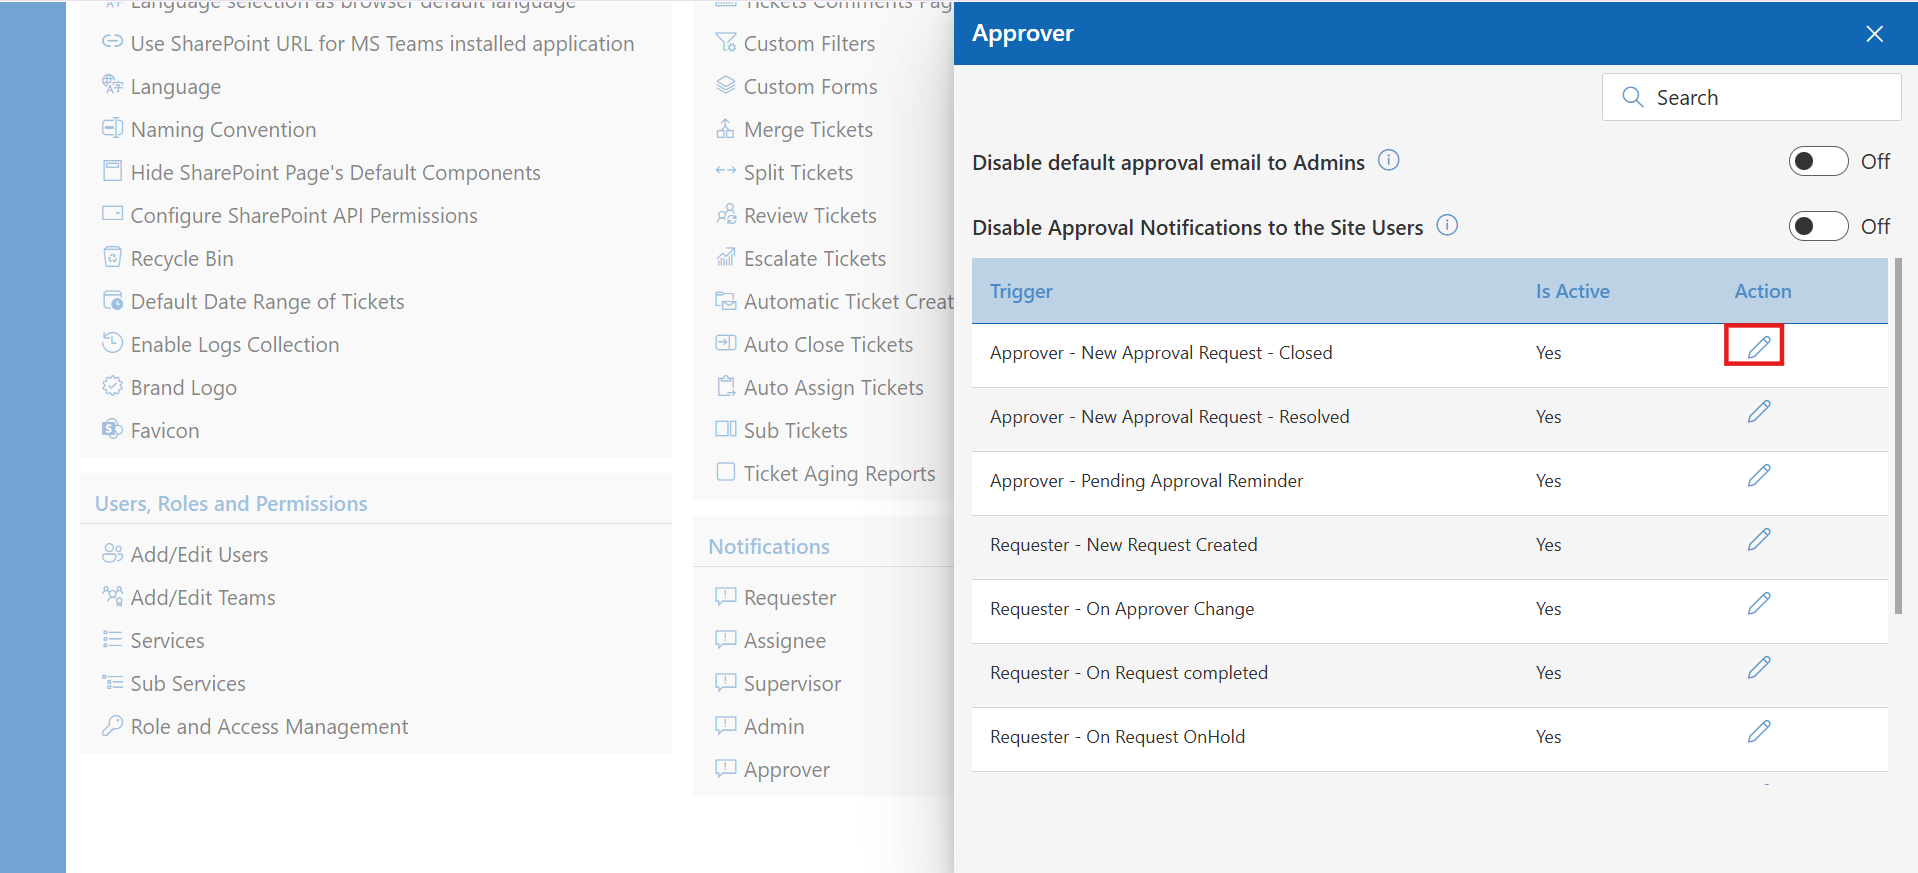 Language selection as browser default language
Use SharePoint URL for MS Teams installed application
Language
Naming Convention
Hide SharePoint Page's Default Components
Configure SharePoint API Permissions
Recycle Bin
Default Date Range of Tickets
Enable Logs Collection
Brand Logo
Favicon
Users, Roles and Permissions
Add/Edit Users
Add/Edit Teams
Services
Sub Services
Role and Access Management
Tickets Comments Pag
Custom Filters
Custom Forms
Merge Tickets
Split Tickets
Review Tickets
Escalate Tickets
Automatic Ticket Creat
Auto Close Tickets
Auto Assign Tickets
Sub Tickets
Ticket Aging Reports
Notifications
Requester
Assignee
Supervisor
Admin
Approver
Approver
Search
Disable default approval email to Admins Off
Disable Approval Notifications to the Site Users Off
Trigger Is Active Action
Approver - New Approval Request - Closed Yes
Approver - New Approval Request - Resolved Yes
Approver - Pending Approval Reminder Yes
Requester - New Request Created Yes
Requester - On Approver Change Yes
Requester - On Request completed Yes
Requester - On Request OnHold Yes